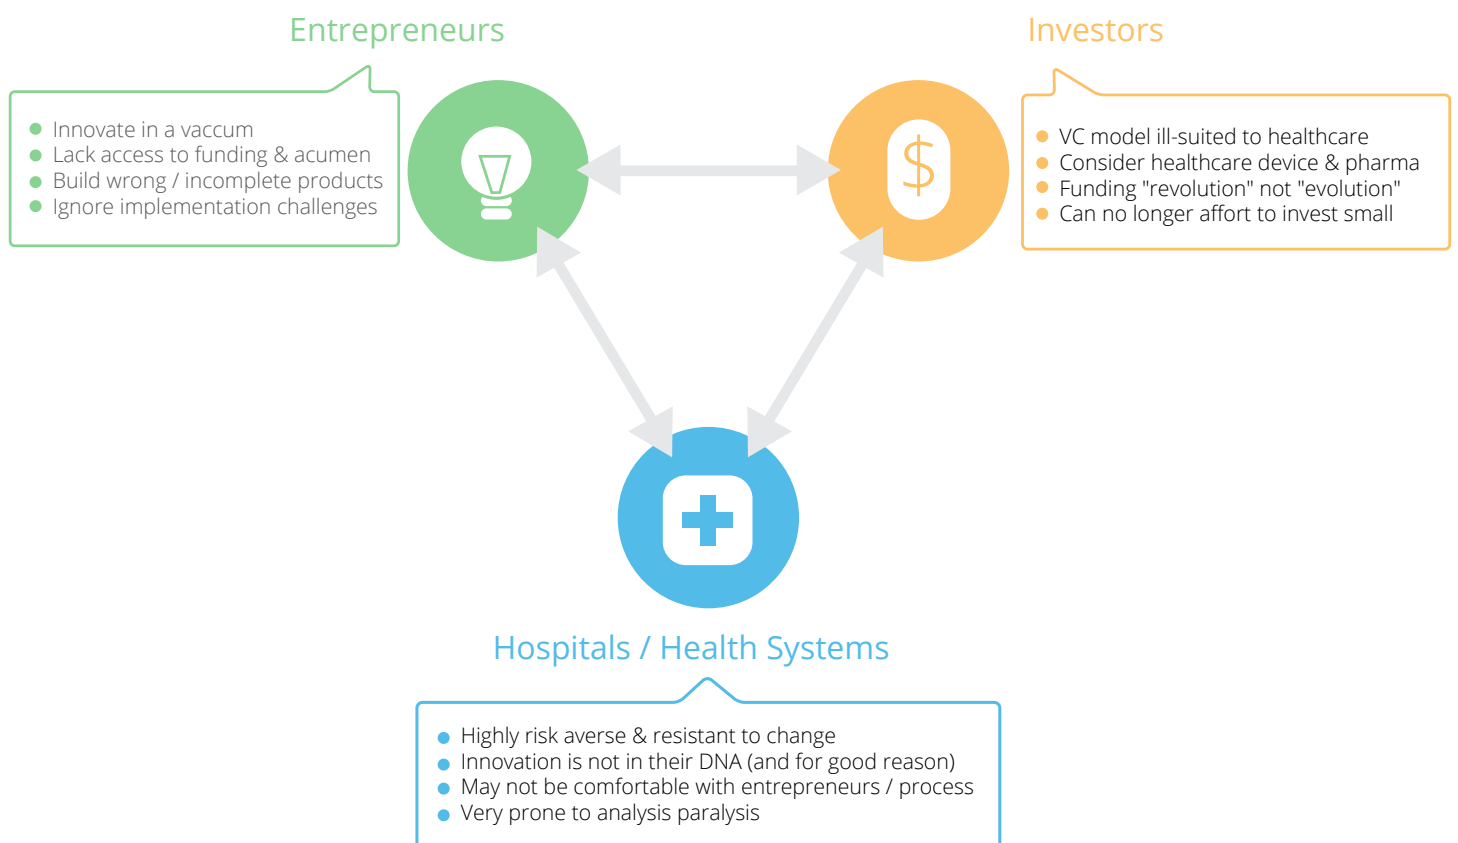 Entrepreneurs
Innovate in a vaccum
Lack access to funding & acumen
Build wrong / incomplete products
Ignore implementation challenges
Investors
$
VC model ill-suited to healthcare
Consider healthcare device & pharma
Funding "revolution" not "evolution"
Can no longer affort to invest small
Hospitals / Health Systems
Highly risk averse & resistant to change
Innovation is not in their DNA (and for good reason)
May not be comfortable with entrepreneurs / process
Very prone to analysis paralysis